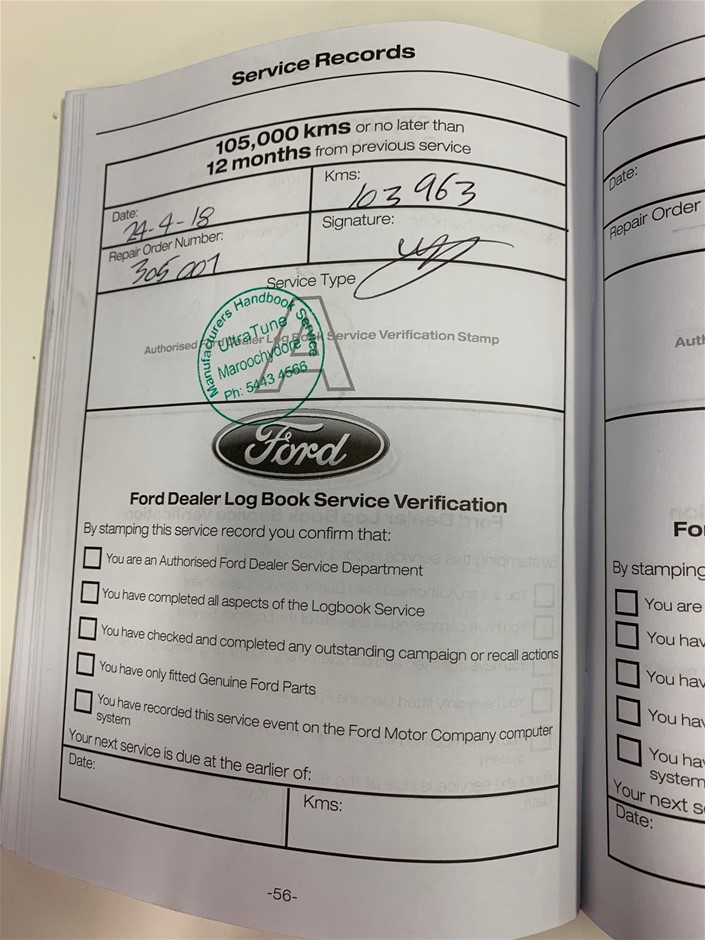 Service Records
105,000 kms or no later than
12 months from previous service
Date:
24-4-18
Kms:
103 963
Repair Order Number:
305 001
Signature:
Service Type
A
Authorised Ford Dealer Log Book Service Verification Stamp
Manufacturers Handbook Service
UltraTune
Maroochydore
Ph: 5443 4566
Ford
Ford Dealer Log Book Service Verification
By stamping this service record you confirm that:
You are an Authorised Ford Dealer Service Department
You have completed all aspects of the Logbook Service
You have checked and completed any outstanding campaign or recall actions
You have only fitted Genuine Ford Parts
You have recorded this service event on the Ford Motor Company computer
system
Your next service is due at the earlier of:
Date:
Kms:
-56-
Date:
Repair Order
Auth
Fo
By stamping
You are
You hav
You hav
You hav
You hav
system
Your next s
Date: